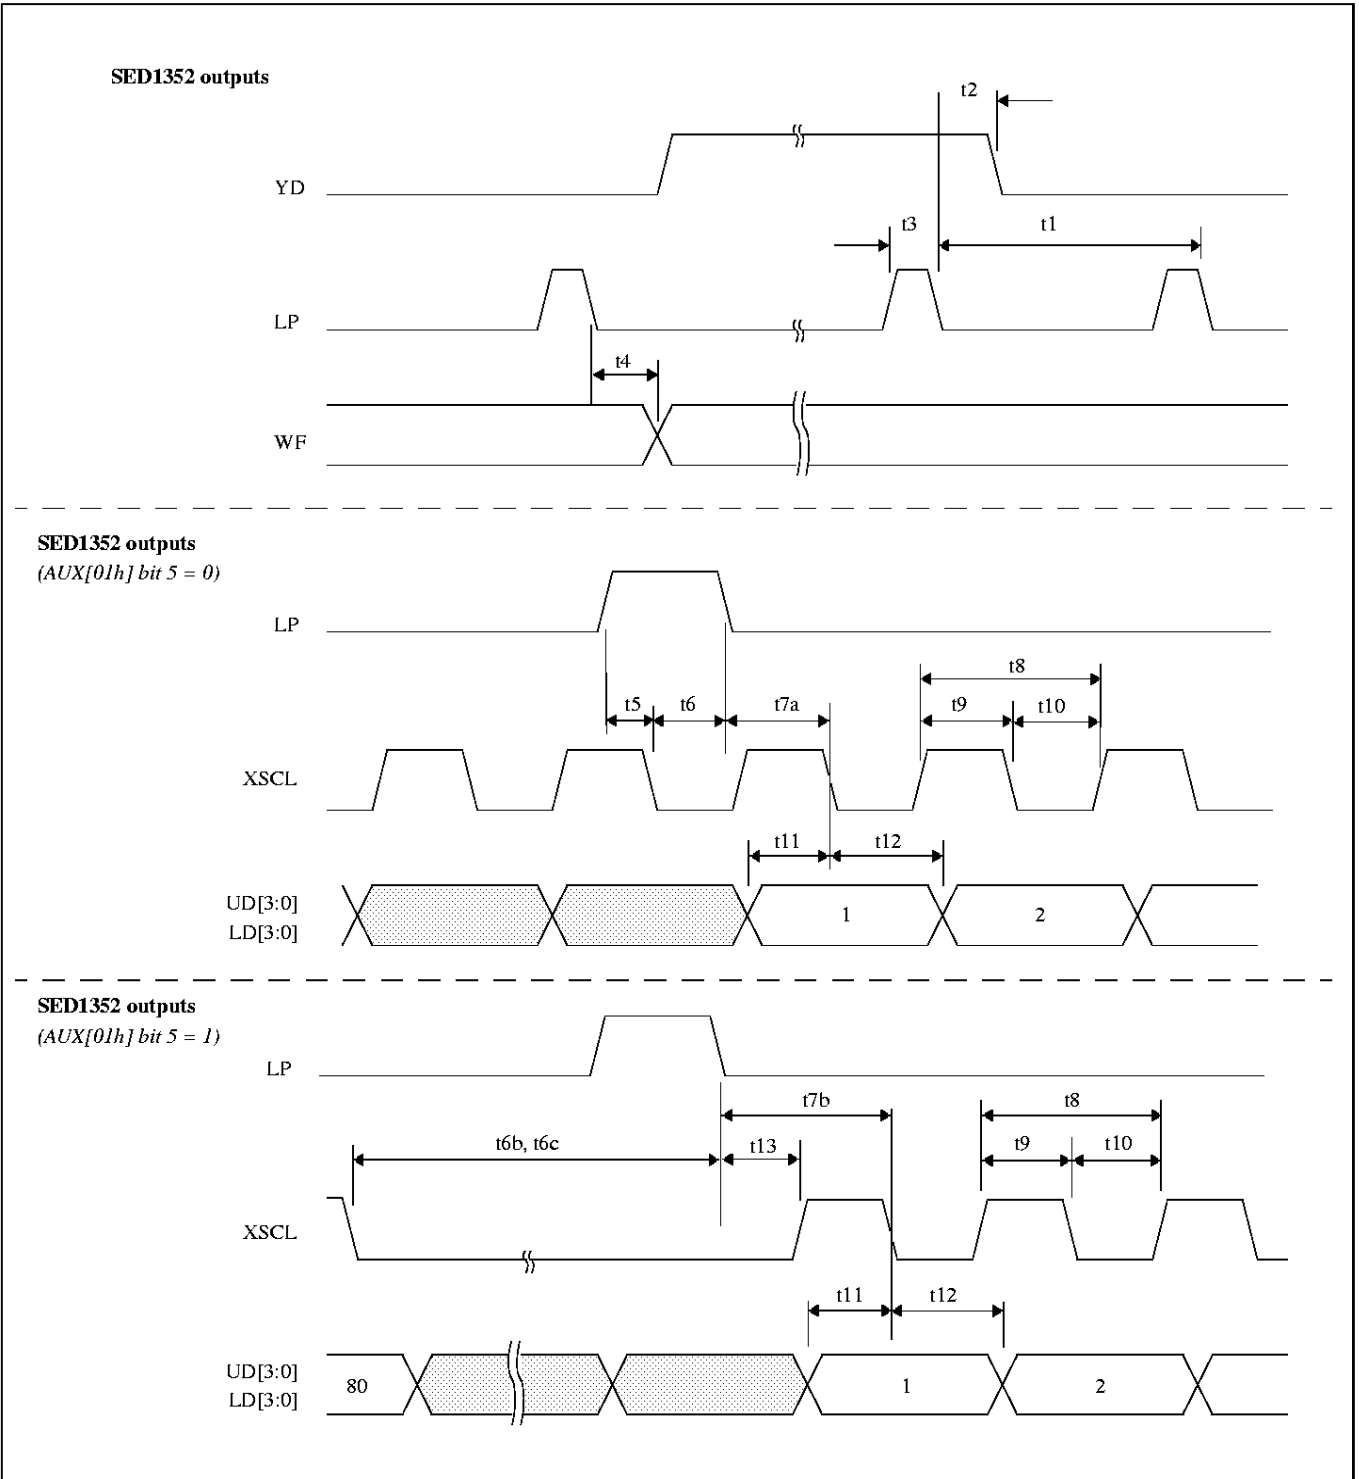 SED1352 outputs
t2
YD
t3
t1
LP
t4
WF
SED1352 outputs
(AUX[01h] bit 5 = 0)
LP
t8
t5
t6
t7a
t9
t10
XSCL
t11
t12
UD[3:0]
LD[3:0]
1
2
SED1352 outputs
(AUX[01h] bit 5 = 1)
LP
t7b
t8
t6b, t6c
t13
t9
t10
XSCL
t11
t12
UD[3:0]
LD[3:0]
80
1
2